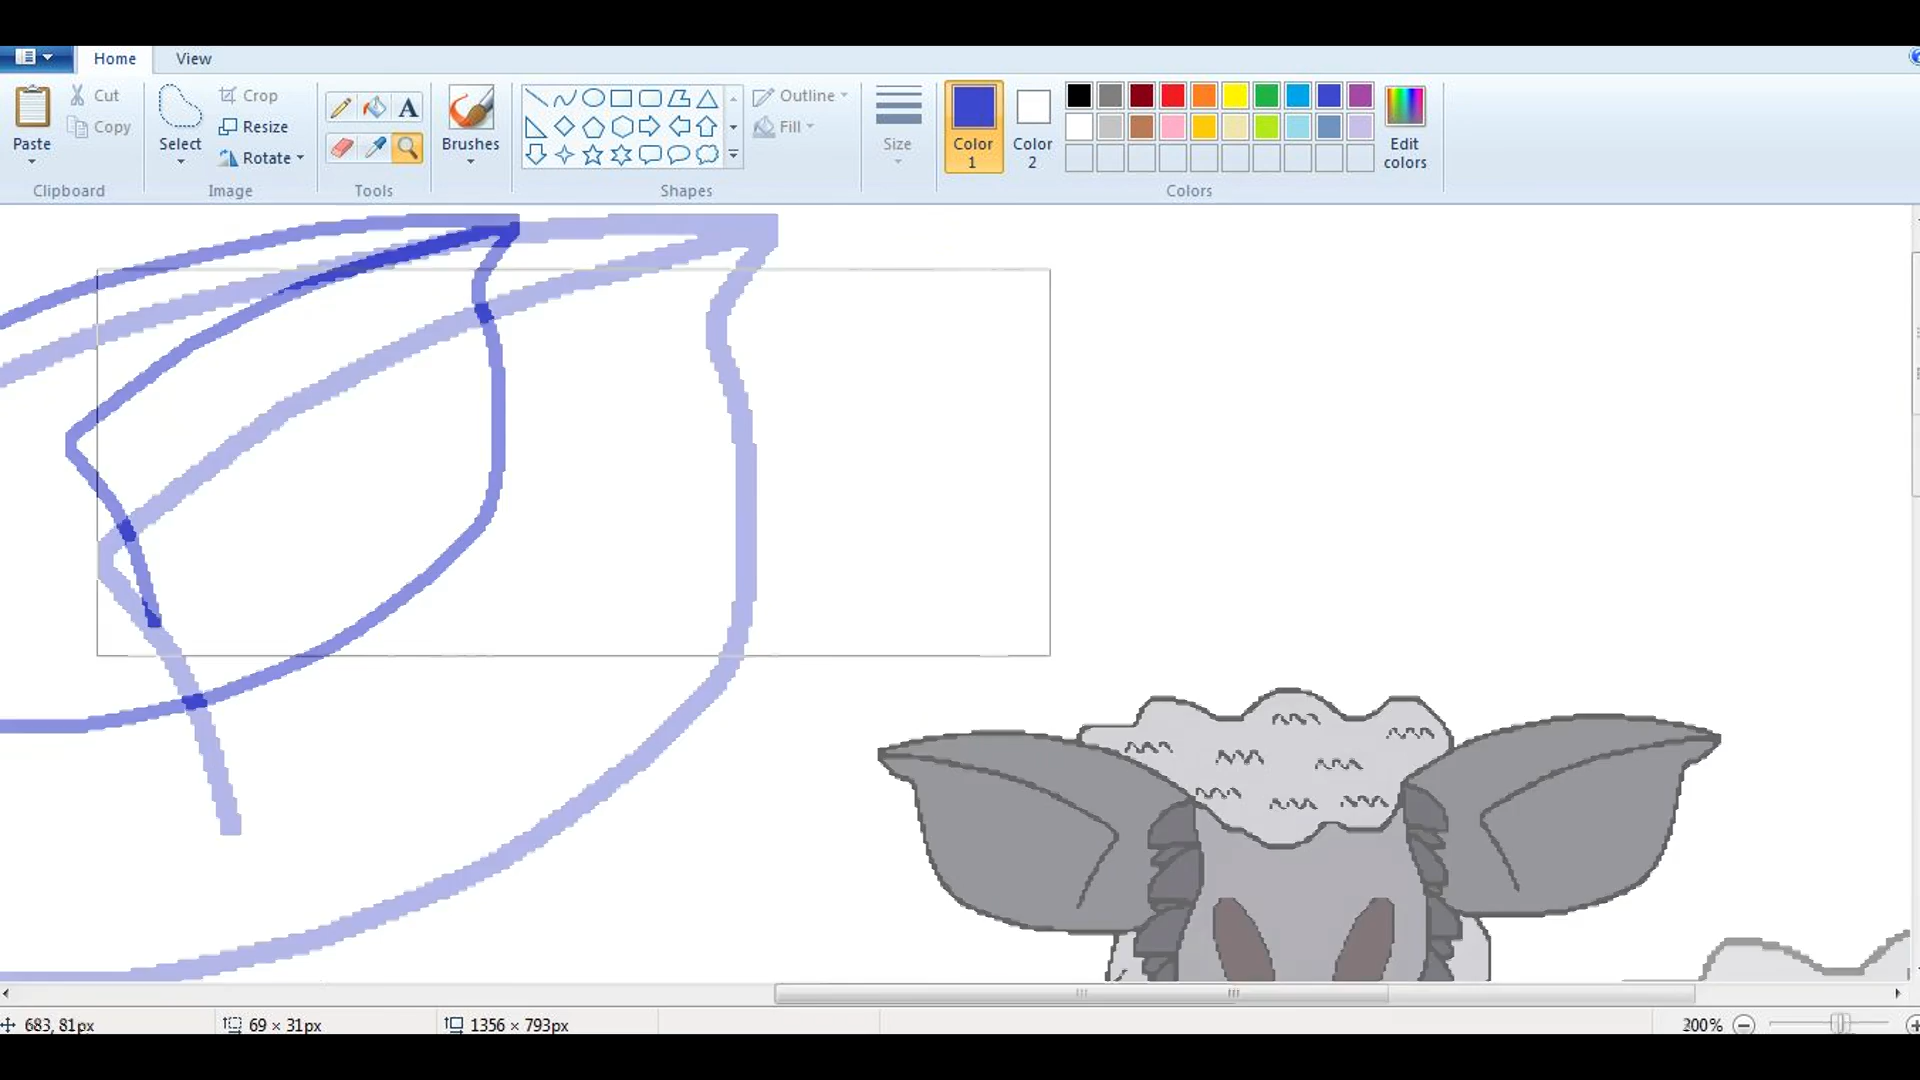 Home View
Paste
Cut
Copy
Clipboard
Select
Crop
Resize
Rotate
Image
A
Tools
Brushes
Shapes
Outline
Fill
Size
Color 1
Color 2
Edit colors
Colors
683, 81px
69 × 31px
1356 × 793px
200%